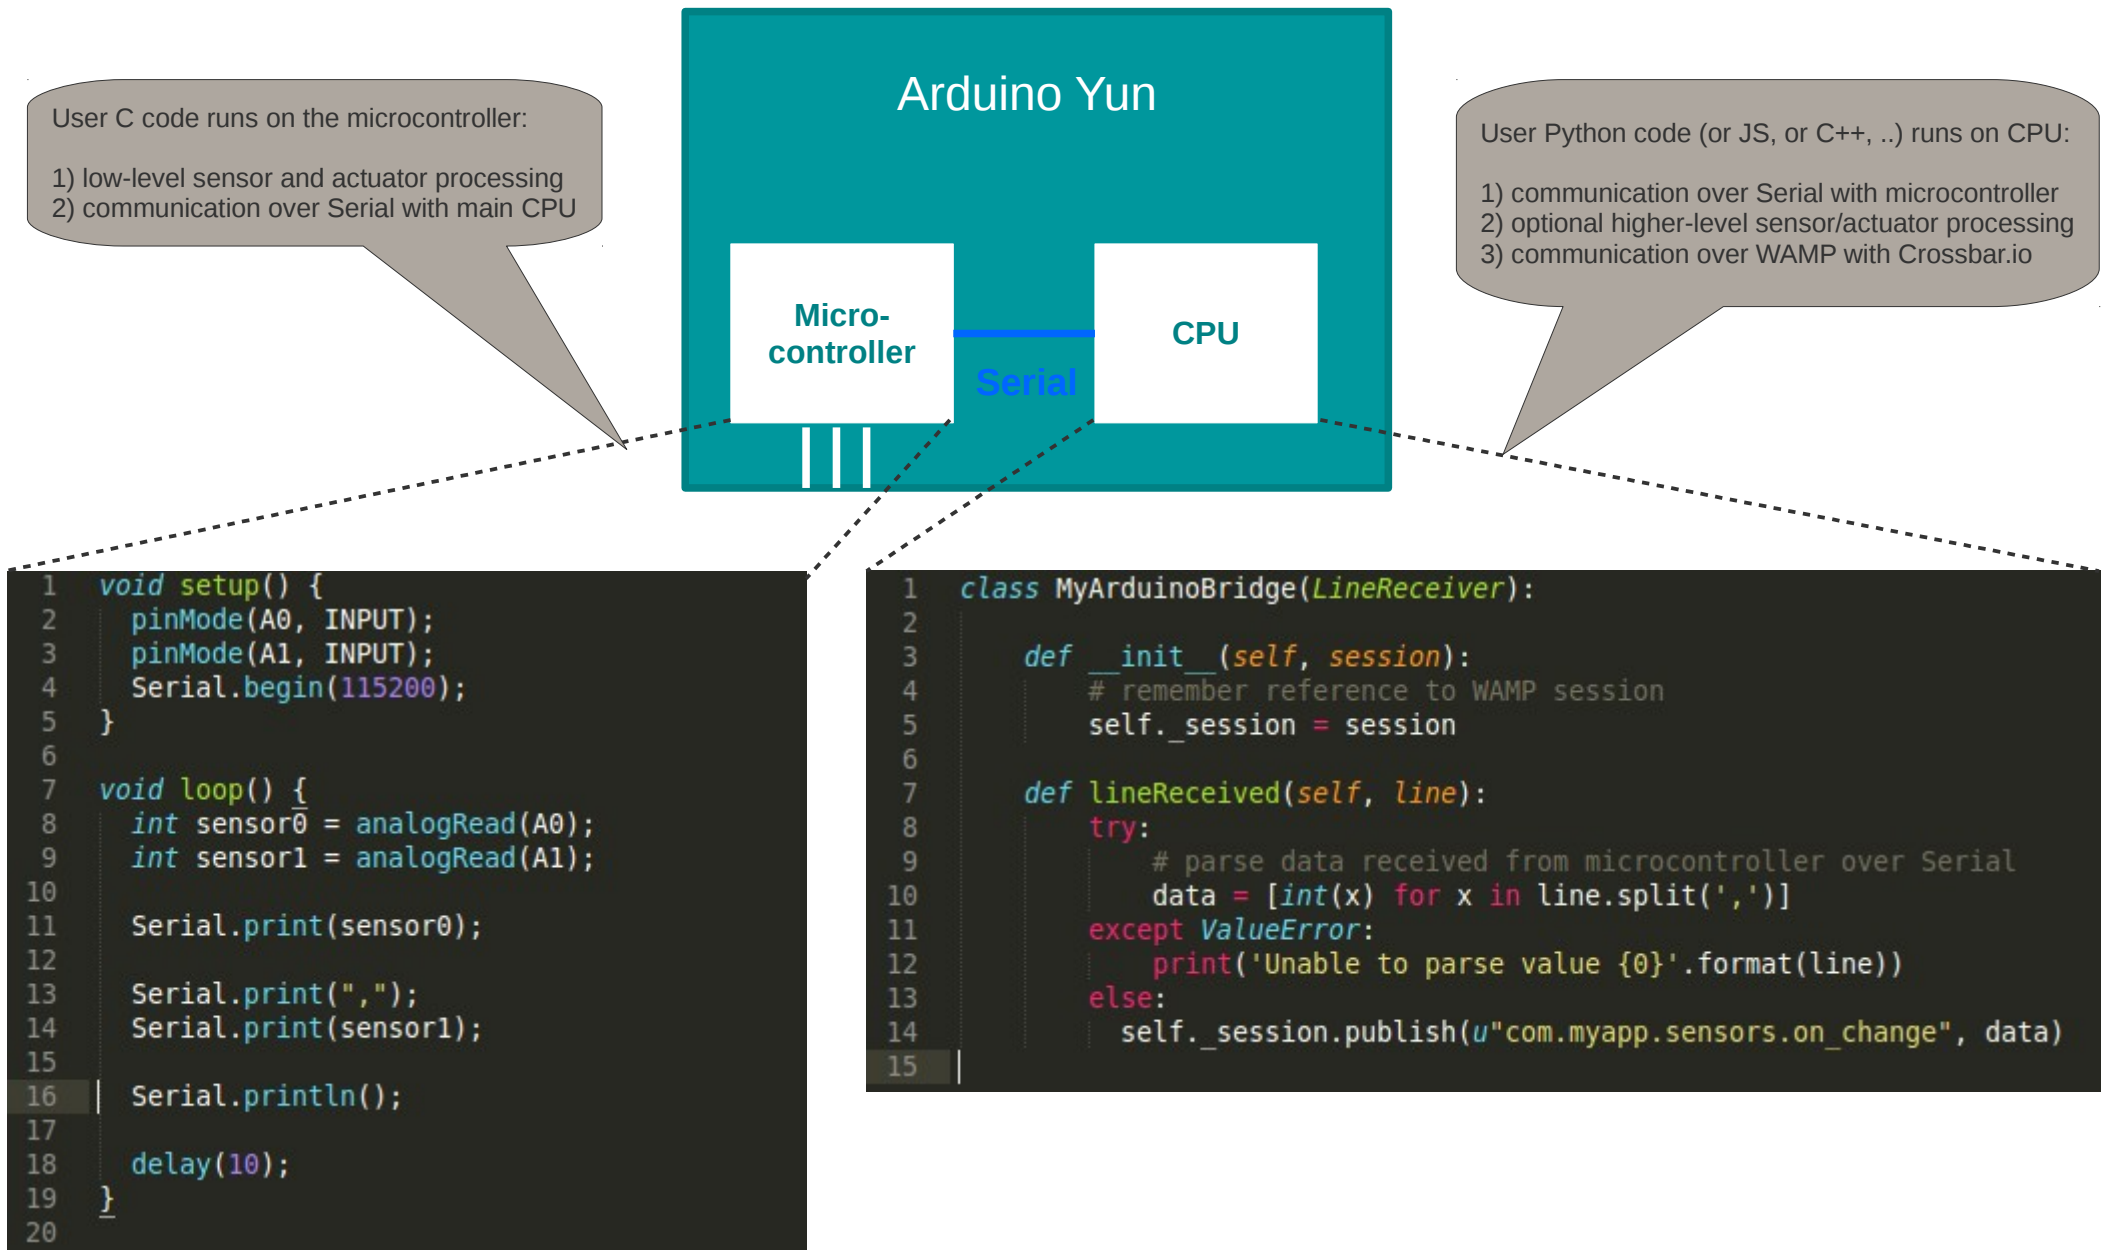 Arduino Yun
User C code runs on the microcontroller:
1) low-level sensor and actuator processing
2) communication over Serial with main CPU
User Python code (or JS, or C++, ..) runs on CPU:
1) communication over Serial with microcontroller
2) optional higher-level sensor/actuator processing
3) communication over WAMP with Crossbar.io
Micro-
controller
Serial
CPU
1 void setup() {
2   pinMode(A0, INPUT);
3   pinMode(A1, INPUT);
4   Serial.begin(115200);
5 }
6
7 void loop() {
8   int sensor0 = analogRead(A0);
9   int sensor1 = analogRead(A1);
10
11   Serial.print(sensor0);
12
13   Serial.print(",");
14   Serial.print(sensor1);
15
16   Serial.println();
17
18   delay(10);
19 }
20
1 class MyArduinoBridge(LineReceiver):
2
3     def __init__(self, session):
4         # remember reference to WAMP session
5         self._session = session
6
7     def lineReceived(self, line):
8         try:
9             # parse data received from microcontroller over Serial
10             data = [int(x) for x in line.split(',')]
11         except ValueError:
12             print('Unable to parse value {0}'.format(line))
13         else:
14           self._session.publish(u"com.myapp.sensors.on_change", data)
15